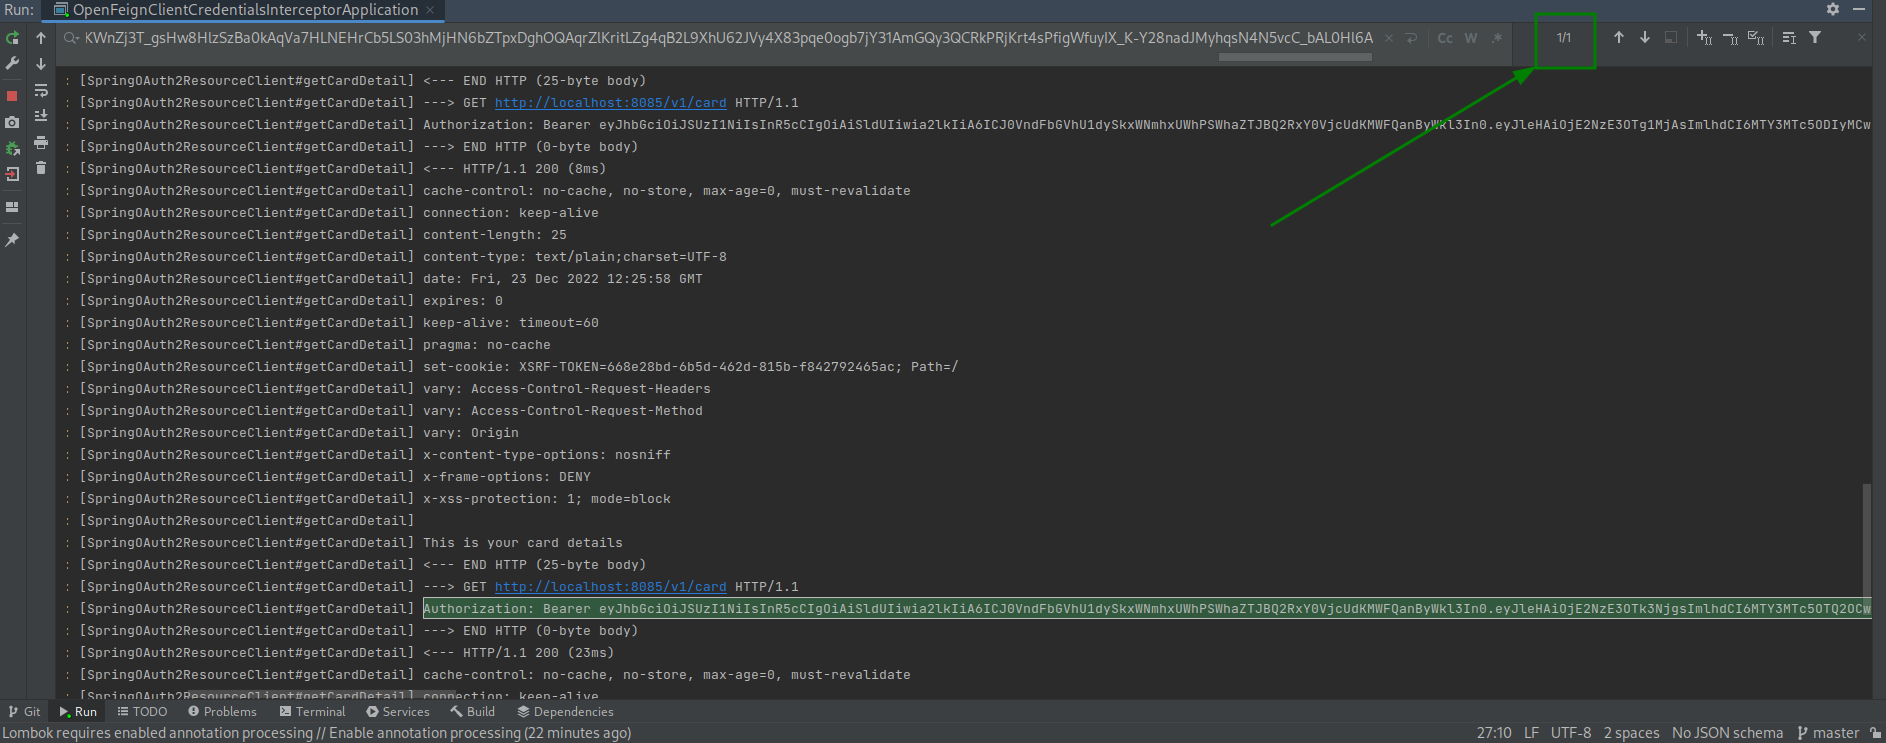 Run: OpenFeignClientCredentialsInterceptorApplication
KWnZj3T_gsHw8HlzSzBa0kAqVa7HLNEHrCb5LS03hMjHN6bZTpxDghOQAqrZlKritLZg4qB2L9XhU62JVy4X83pqe0ogb7jY31AmGQy3QCRkPRjKrt4sPfigWfuyIX_K-Y28nadJMyhqsN4N5vcC_bAL0Hl6A Cc W .* 1/1
: [SpringOAuth2ResourceClient#getCardDetail] <--- END HTTP (25-byte body)
: [SpringOAuth2ResourceClient#getCardDetail] ---> GET http://localhost:8085/v1/card HTTP/1.1
: [SpringOAuth2ResourceClient#getCardDetail] Authorization: Bearer eyJhbGciOiJSUzI1NiIsInR5cCIgOiAiSldUIiwia2lkIiA6ICJ0VndFbGVhU1dySkxWNmhxUWhPSWhaZTJBQ2RxY0VjcUdKMWFQanByWkl3In0.eyJleHAiOjE2NzE3OTg1MjAsImlhdCI6MTY3MTc5ODIyMCw
: [SpringOAuth2ResourceClient#getCardDetail] ---> END HTTP (0-byte body)
: [SpringOAuth2ResourceClient#getCardDetail] <--- HTTP/1.1 200 (8ms)
: [SpringOAuth2ResourceClient#getCardDetail] cache-control: no-cache, no-store, max-age=0, must-revalidate
: [SpringOAuth2ResourceClient#getCardDetail] connection: keep-alive
: [SpringOAuth2ResourceClient#getCardDetail] content-length: 25
: [SpringOAuth2ResourceClient#getCardDetail] content-type: text/plain;charset=UTF-8
: [SpringOAuth2ResourceClient#getCardDetail] date: Fri, 23 Dec 2022 12:25:58 GMT
: [SpringOAuth2ResourceClient#getCardDetail] expires: 0
: [SpringOAuth2ResourceClient#getCardDetail] keep-alive: timeout=60
: [SpringOAuth2ResourceClient#getCardDetail] pragma: no-cache
: [SpringOAuth2ResourceClient#getCardDetail] set-cookie: XSRF-TOKEN=668e28bd-6b5d-462d-815b-f842792465ac; Path=/
: [SpringOAuth2ResourceClient#getCardDetail] vary: Access-Control-Request-Headers
: [SpringOAuth2ResourceClient#getCardDetail] vary: Access-Control-Request-Method
: [SpringOAuth2ResourceClient#getCardDetail] vary: Origin
: [SpringOAuth2ResourceClient#getCardDetail] x-content-type-options: nosniff
: [SpringOAuth2ResourceClient#getCardDetail] x-frame-options: DENY
: [SpringOAuth2ResourceClient#getCardDetail] x-xss-protection: 1; mode=block
: [SpringOAuth2ResourceClient#getCardDetail]
: [SpringOAuth2ResourceClient#getCardDetail] This is your card details
: [SpringOAuth2ResourceClient#getCardDetail] <--- END HTTP (25-byte body)
: [SpringOAuth2ResourceClient#getCardDetail] ---> GET http://localhost:8085/v1/card HTTP/1.1
: [SpringOAuth2ResourceClient#getCardDetail] Authorization: Bearer eyJhbGciOiJSUzI1NiIsInR5cCIgOiAiSldUIiwia2lkIiA6ICJ0VndFbGVhU1dySkxWNmhxUWhPSWhaZTJBQ2RxY0VjcUdKMWFQanByWkl3In0.eyJleHAiOjE2NzE3OTk3NjgsImlhdCI6MTY3MTc5OTQ2OCw
: [SpringOAuth2ResourceClient#getCardDetail] ---> END HTTP (0-byte body)
: [SpringOAuth2ResourceClient#getCardDetail] <--- HTTP/1.1 200 (23ms)
: [SpringOAuth2ResourceClient#getCardDetail] cache-control: no-cache, no-store, max-age=0, must-revalidate
: [SpringOAuth2ResourceClient#getCardDetail] connection: keep-alive
Git Run TODO Problems Terminal Services Build Dependencies
Lombok requires enabled annotation processing // Enable annotation processing (22 minutes ago) 27:10 LF UTF-8 2 spaces No JSON schema master